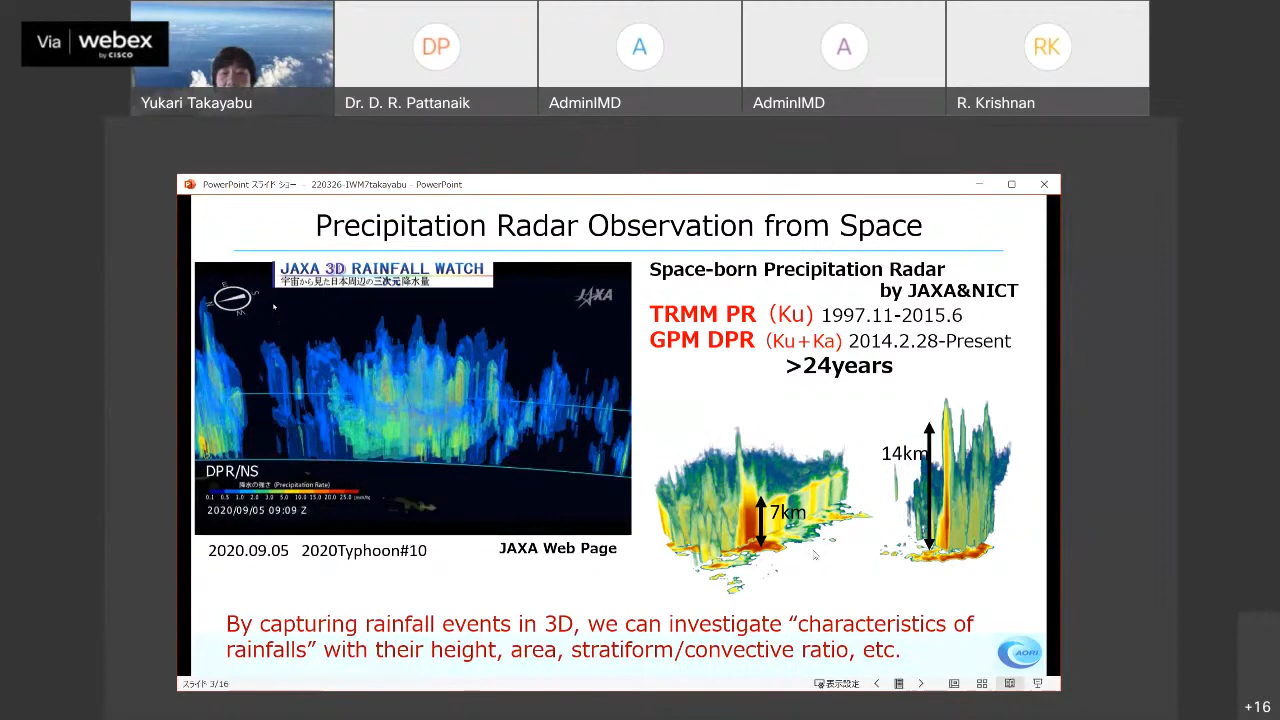 Via webex
by CISCO
Yukari Takayabu
DP
Dr. D. R. Pattanaik
A
AdminIMD
A
AdminIMD
RK
R. Krishnan
PowerPoint スライド ショー - 220326-IWM7takayabu - PowerPoint
Precipitation Radar Observation from Space
JAXA 3D RAINFALL WATCH
宇宙から見た日本周辺の三次元降水量
JAXA
DPR/NS
降水の強さ (Precipitation Rate)
0.1 0.5 1.0 2.0 3.0 5.0 10.0 15.0 20.0 25.0 [mm/h]
2020/09/05 09:09 Z
2020.09.05 2020Typhoon#10
JAXA Web Page
Space-born Precipitation Radar
by JAXA&NICT
TRMM PR（Ku）1997.11-2015.6
GPM DPR（Ku+Ka) 2014.2.28-Present
>24years
7km
14km
By capturing rainfall events in 3D, we can investigate “characteristics of
rainfalls” with their height, area, stratiform/convective ratio, etc.
AORI
スライド 3/16
表示設定
+16